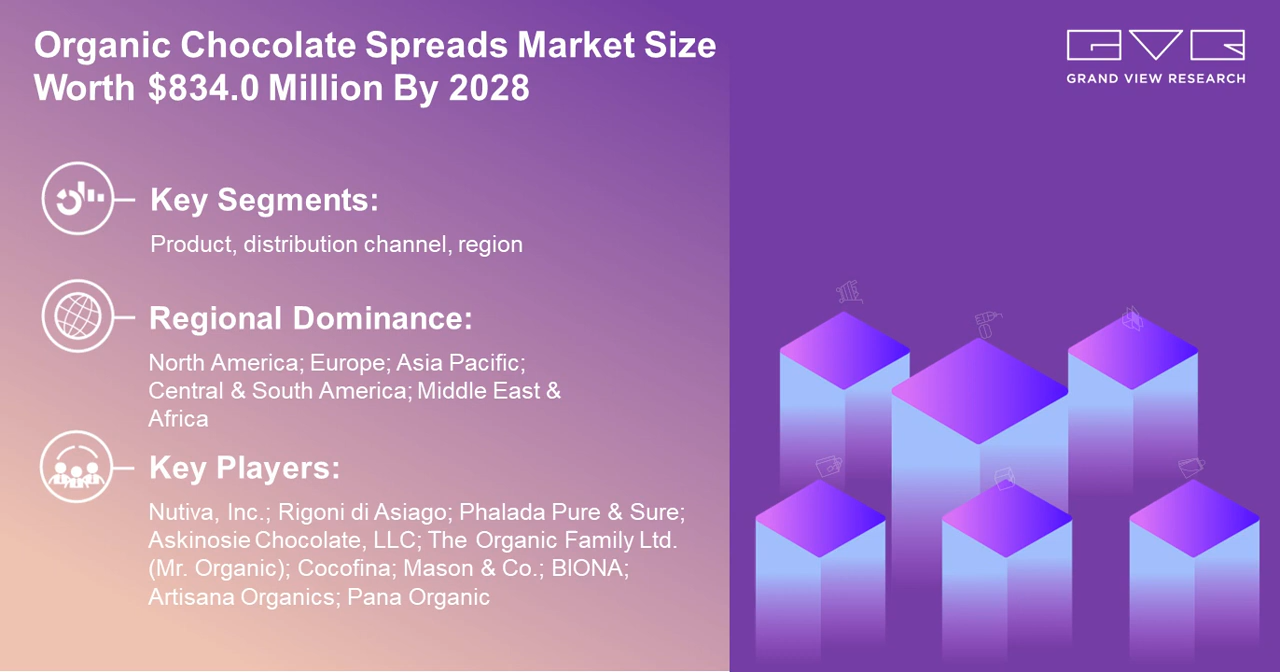 Organic Chocolate Spreads Market Size
Worth $834.0 Million By 2028
GRAND VIEW RESEARCH
Key Segments:
Product, distribution channel, region
Regional Dominance:
North America; Europe; Asia Pacific;
Central & South America; Middle East &
Africa
Key Players:
Nutiva, Inc.; Rigoni di Asiago; Phalada Pure & Sure;
Askinosie Chocolate, LLC; The Organic Family Ltd.
(Mr. Organic); Cocofina; Mason & Co.; BIONA;
Artisana Organics; Pana Organic